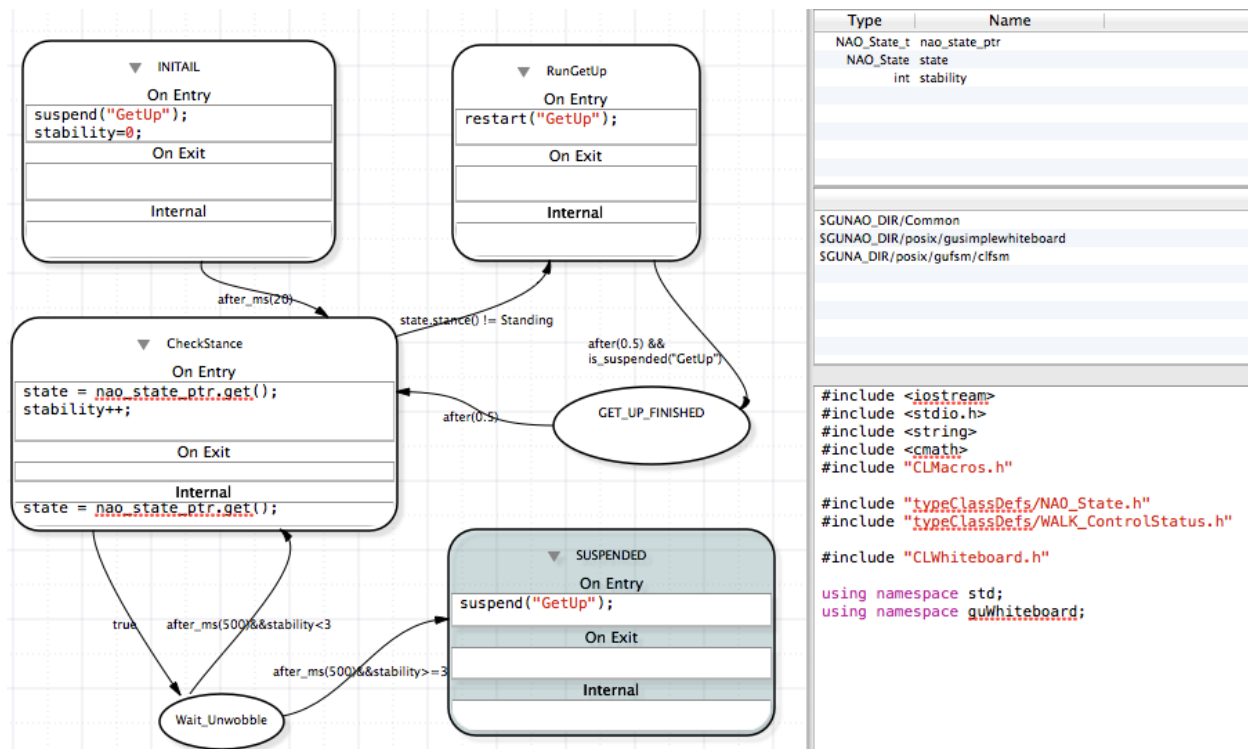 INITAIL
On Entry
suspend("GetUp");
stability=0;
On Exit
Internal
RunGetUp
On Entry
restart("GetUp");
On Exit
Internal
after_ms(20)
state.stance() != Standing
after(0.5) &&
is_suspended("GetUp")
CheckStance
On Entry
state = nao_state_ptr.get();
stability++;
On Exit
Internal
state = nao_state_ptr.get();
after(0.5)
GET_UP_FINISHED
true
after_ms(500)&&stability<3
after_ms(500)&&stability>=3
Wait_Unwobble
SUSPENDED
On Entry
suspend("GetUp");
On Exit
Internal
Type Name
NAO_State_t nao_state_ptr
NAO_State state
int stability
$GUNAO_DIR/Common
$GUNAO_DIR/posix/gusimplewhiteboard
$GUNA_DIR/posix/gufsm/clfsm
#include <iostream>
#include <stdio.h>
#include <string>
#include <cmath>
#include "CLMacros.h"
#include "typeClassDefs/NAO_State.h"
#include "typeClassDefs/WALK_ControlStatus.h"
#include "CLWhiteboard.h"
using namespace std;
using namespace guWhiteboard;